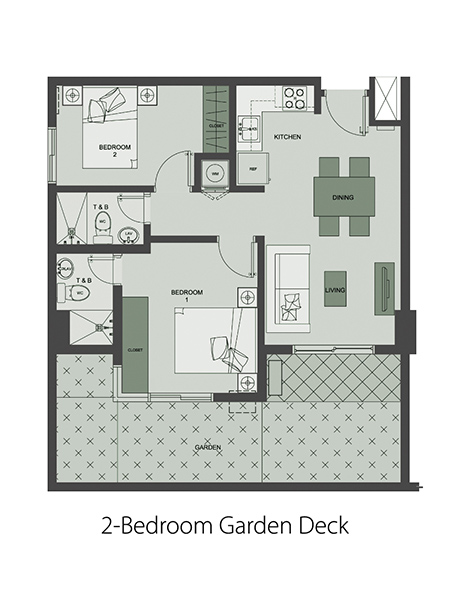 BEDROOM
2
CLOSET
KITCHEN
REF
WM
DINING
T & B
WC
LAV
T & B
LAV
WC
BEDROOM
1
LIVING
CLOSET
GARDEN
2-Bedroom Garden Deck